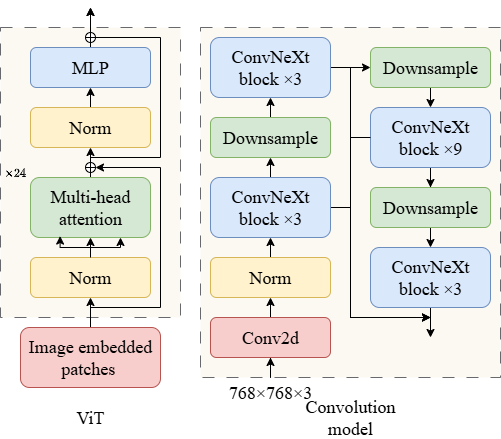 MLP
Norm
×24
Multi-head
attention
Norm
Image embedded
patches
ViT
ConvNeXt
block ×3
Downsample
ConvNeXt
block ×3
Norm
Conv2d
768×768×3
Downsample
ConvNeXt
block ×9
Downsample
ConvNeXt
block ×3
Convolution
model